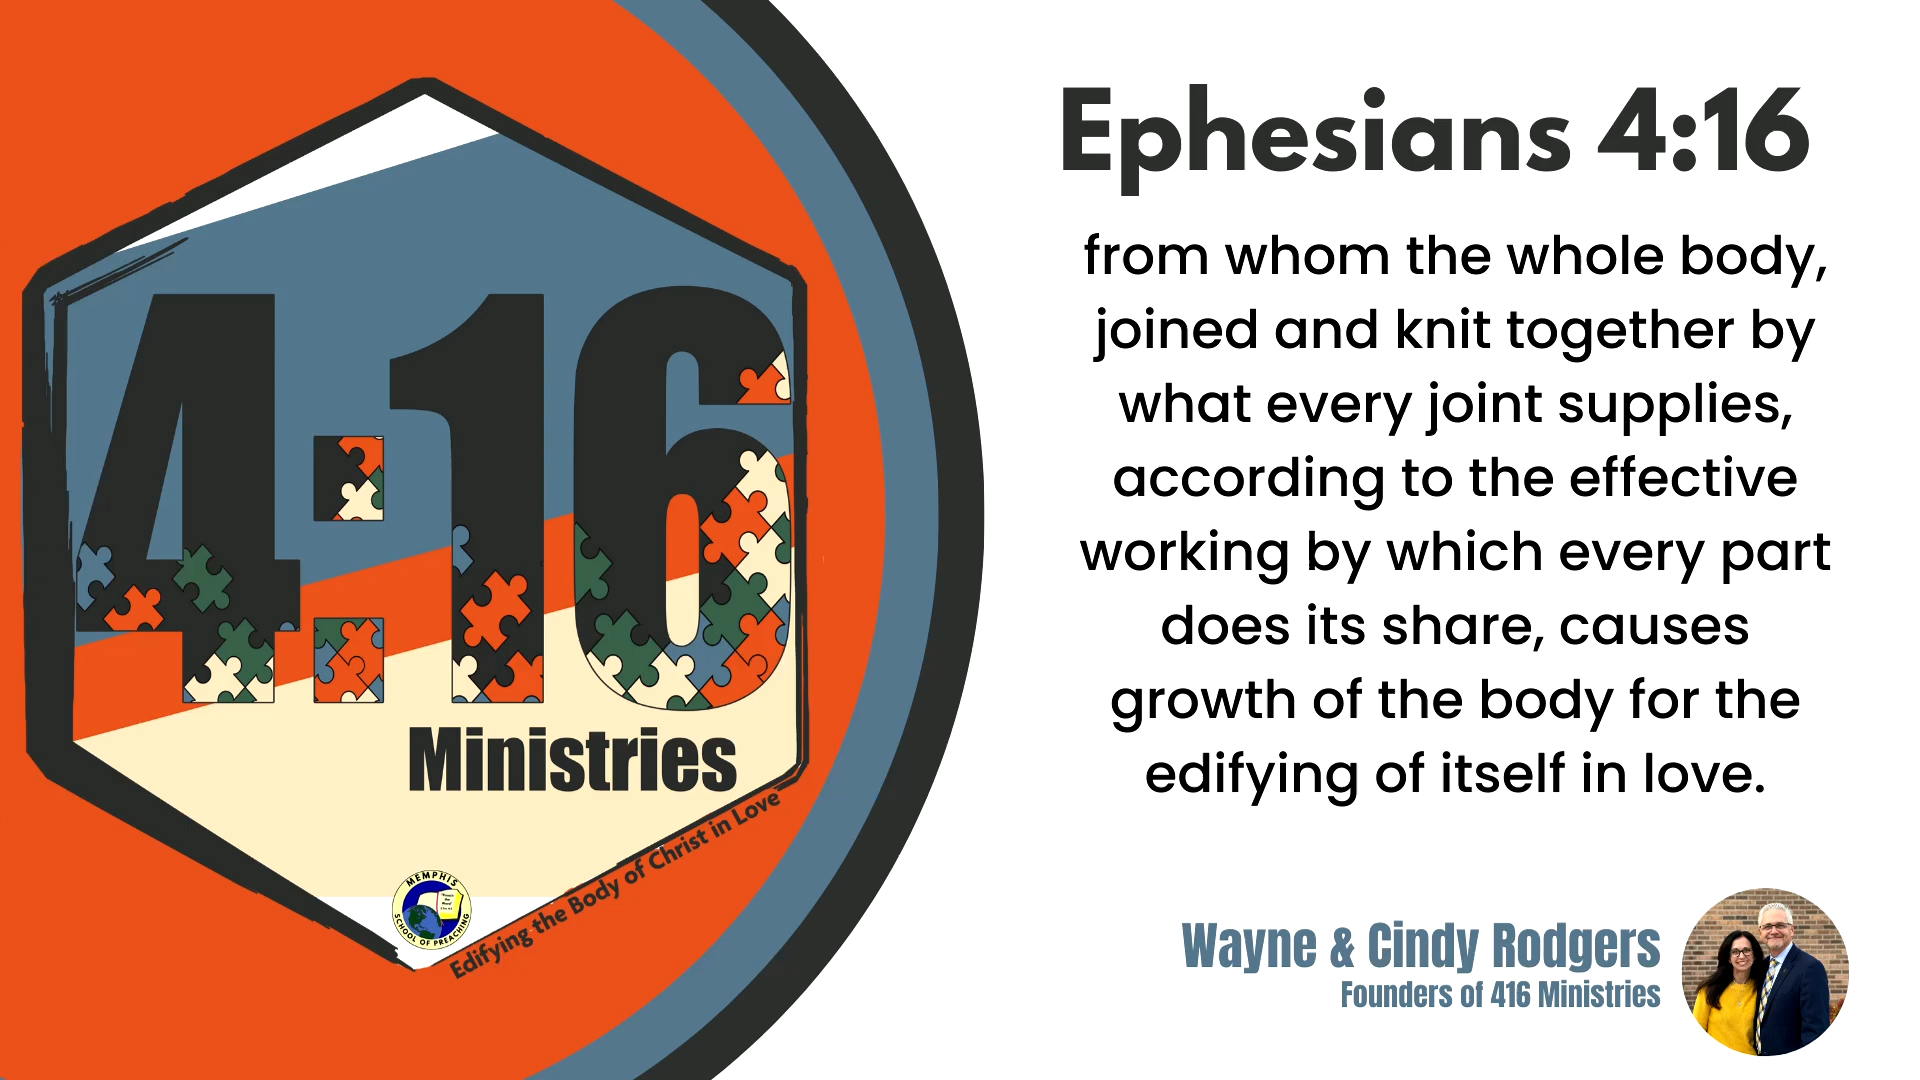 4:16
Ministries
Edifying the Body of Christ in Love
MEMPHIS
SCHOOL OF PREACHING
Ephesians 4:16
from whom the whole body,
joined and knit together by
what every joint supplies,
according to the effective
working by which every part
does its share, causes
growth of the body for the
edifying of itself in love.
Wayne & Cindy Rodgers
Founders of 416 Ministries